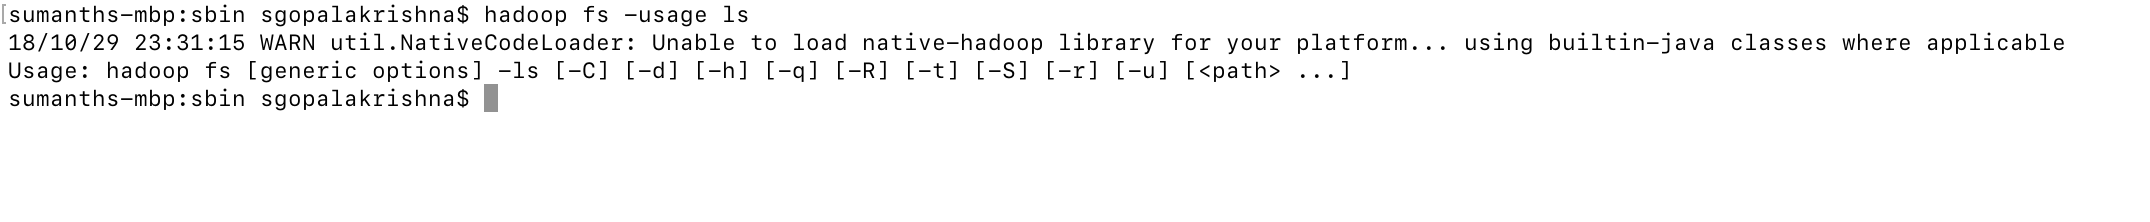 [sumanths-mbp:sbin sgopalakrishna$ hadoop fs -usage ls
18/10/29 23:31:15 WARN util.NativeCodeLoader: Unable to load native-hadoop library for your platform... using builtin-java classes where applicable
Usage: hadoop fs [generic options] -ls [-C] [-d] [-h] [-q] [-R] [-t] [-S] [-r] [-u] [<path> ...]
sumanths-mbp:sbin sgopalakrishna$